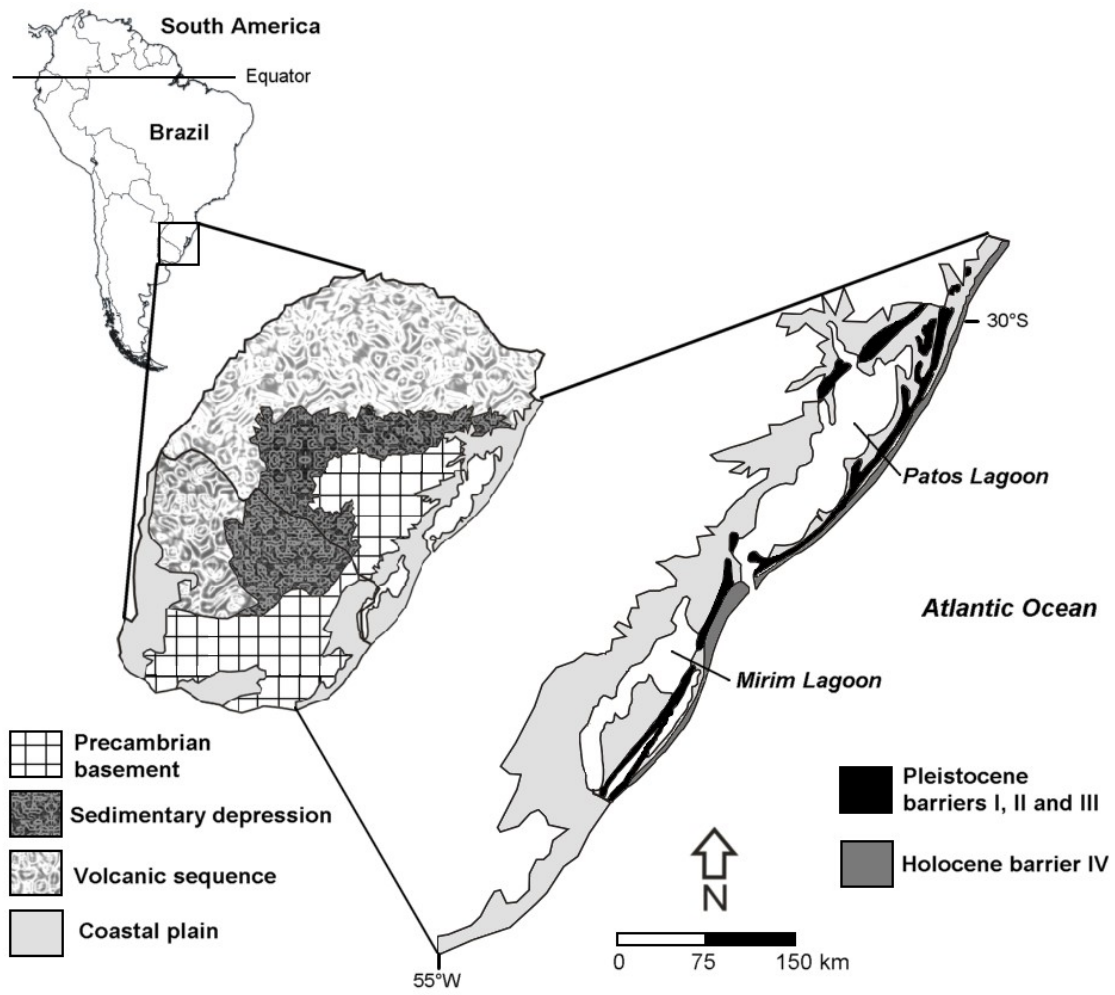 South America
Equator
Brazil
30°S
Patos Lagoon
Atlantic Ocean
Mirim Lagoon
Precambrian
basement
Sedimentary depression
Volcanic sequence
Coastal plain
Pleistocene
barriers I, II and III
Holocene barrier IV
N
0 75 150 km
55°W